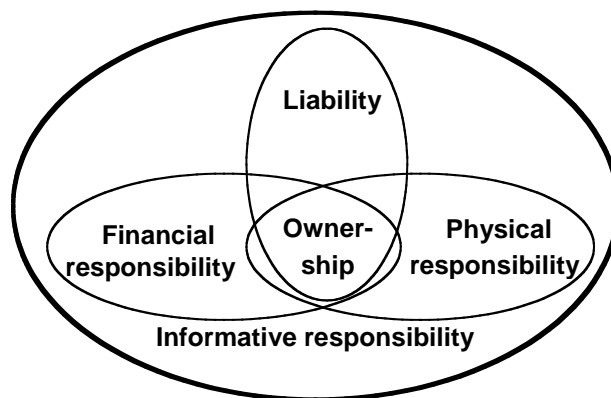 Liability
Financial
responsibility
Owner-
ship
Physical
responsibility
Informative responsibility